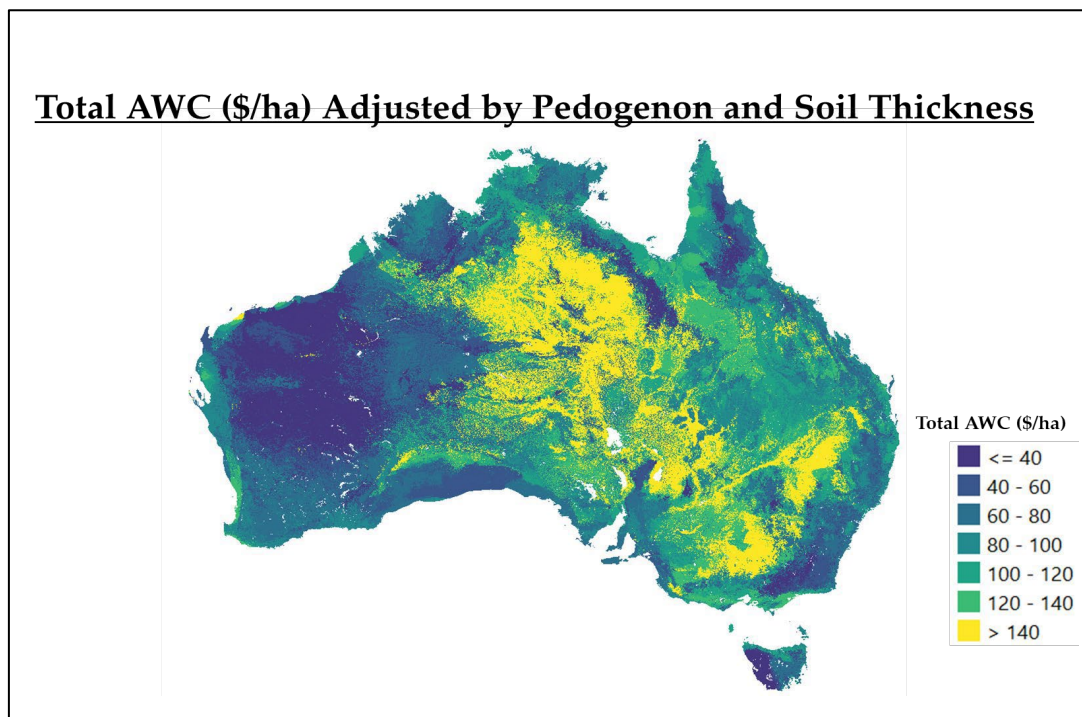 Total AWC ($/ha) Adjusted by Pedogenon and Soil Thickness
Total AWC ($/ha)
<= 40
40 - 60
60 - 80
80 - 100
100 - 120
120 - 140
> 140